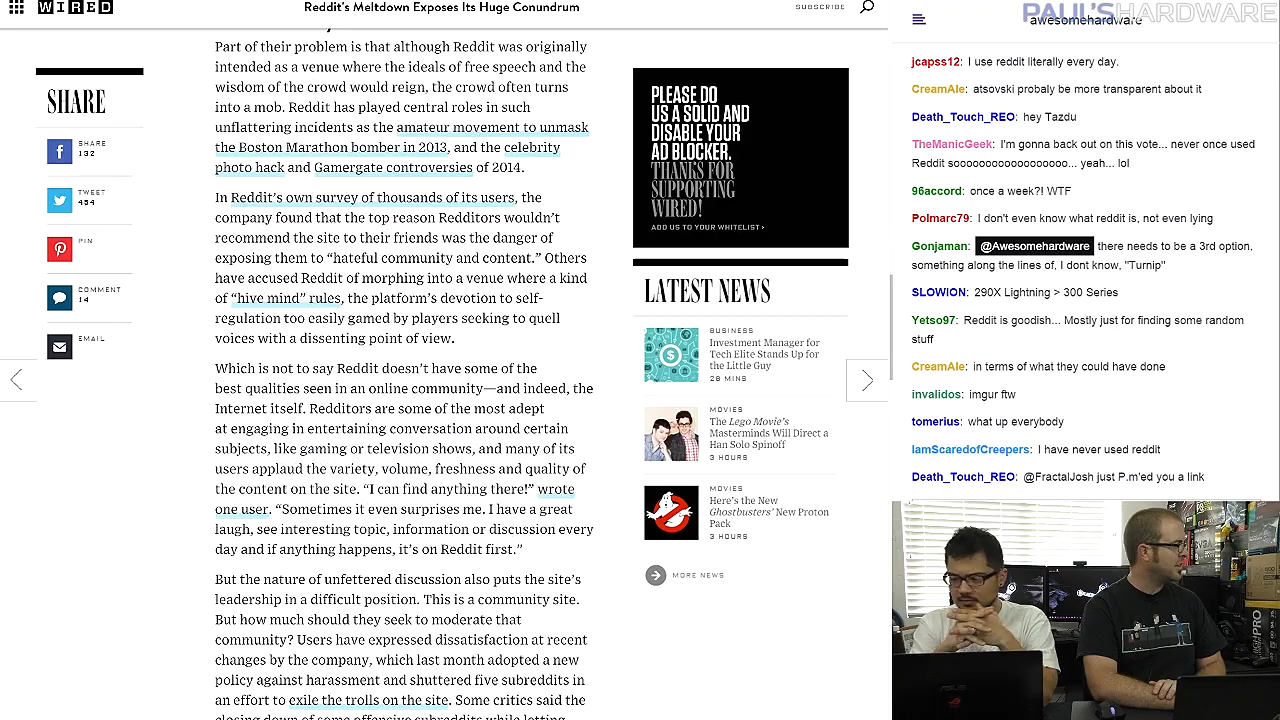 WIRED
Reddit's Meltdown Exposes Its Huge Conundrum
SUBSCRIBE
SHARE
SHARE
132
TWEET
454
PIN
COMMENT
14
EMAIL
Part of their problem is that although Reddit was originally
intended as a venue where the ideals of free speech and the
wisdom of the crowd would reign, the crowd often turns
into a mob. Reddit has played central roles in such
unflattering incidents as the amateur movement to unmask
the Boston Marathon bomber in 2013, and the celebrity
photo hack and Gamergate controversies of 2014.
In Reddit's own survey of thousands of its users, the
company found that the top reason Redditors wouldn't
recommend the site to their friends was the danger of
exposing them to "hateful community and content." Others
have accused Reddit of morphing into a venue where a kind
of "hive mind" rules, the platform's devotion to self-
regulation too easily gamed by players seeking to quell
voices with a dissenting point of view.
Which is not to say Reddit doesn't have some of the
best qualities seen in an online community—and indeed, the
Internet itself. Redditors are some of the most adept
at engaging in entertaining conversation around certain
subjects, like gaming or television shows, and many of its
users applaud the variety, volume, freshness and quality of
the content on the site. "I can find anything there!" wrote
one user. "Sometimes it even surprises me. I have a great
laugh, see interesting topic, information or discussion every
day and if anything happens, it's on Reddit first."
the nature of unfettered discussion also puts the site's
in a difficult position. This is a community site.
But how much should they seek to moderate that
community? Users have expressed dissatisfaction at recent
changes by the company, which last month adopted a new
policy against harassment and shuttered five subreddits in
an effort to exile the trolls on the site. Some critics said the
closing down of some offensive subreddits while letting
PLEASE DO
US A SOLID AND
DISABLE YOUR
AD BLOCKER.
THANKS FOR
SUPPORTING
WIRED!
ADD US TO YOUR WHITELIST >
LATEST NEWS
BUSINESS
Investment Manager for
Tech Elite Stands Up for
the Little Guy
28 MINS
MOVIES
The Lego Movie's
Masterminds Will Direct a
Han Solo Spinoff
3 HOURS
MOVIES
Here's the New
Ghostbusters' New Proton
Pack
3 HOURS
MORE NEWS
PAUL'SHARDWARE
awesomehardware
jcapss12: I use reddit literally every day.
CreamAle: atsovski probaly be more transparent about it
Death_Touch_REO: hey Tazdu
TheManicGeek: I'm gonna back out on this vote... never once used
Reddit soooooooooooooooooo... yeah... lol
96accord: once a week?! WTF
Polmarc79: I don't even know what reddit is, not even lying
Gonjaman: @Awesomehardware there needs to be a 3rd option,
something along the lines of, I dont know, "Turnip"
SLOWION: 290X Lightning > 300 Series
Yetso97: Reddit is goodish... Mostly just for finding some random
stuff
CreamAle: in terms of what they could have done
invalidos: imgur ftw
tomerius: what up everybody
IamScaredofCreepers: I have never used reddit
Death_Touch_REO: @FractalJosh just P.m'ed you a link